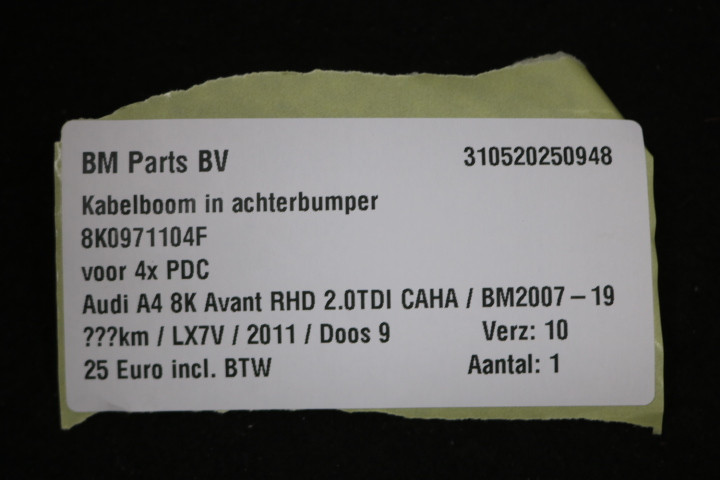 BM Parts BV 310520250948
Kabelboom in achterbumper
8K0971104F
voor 4x PDC
Audi A4 8K Avant RHD 2.0TDI CAHA / BM2007 – 19
???km / LX7V / 2011 / Doos 9 Verz: 10
25 Euro incl. BTW Aantal: 1